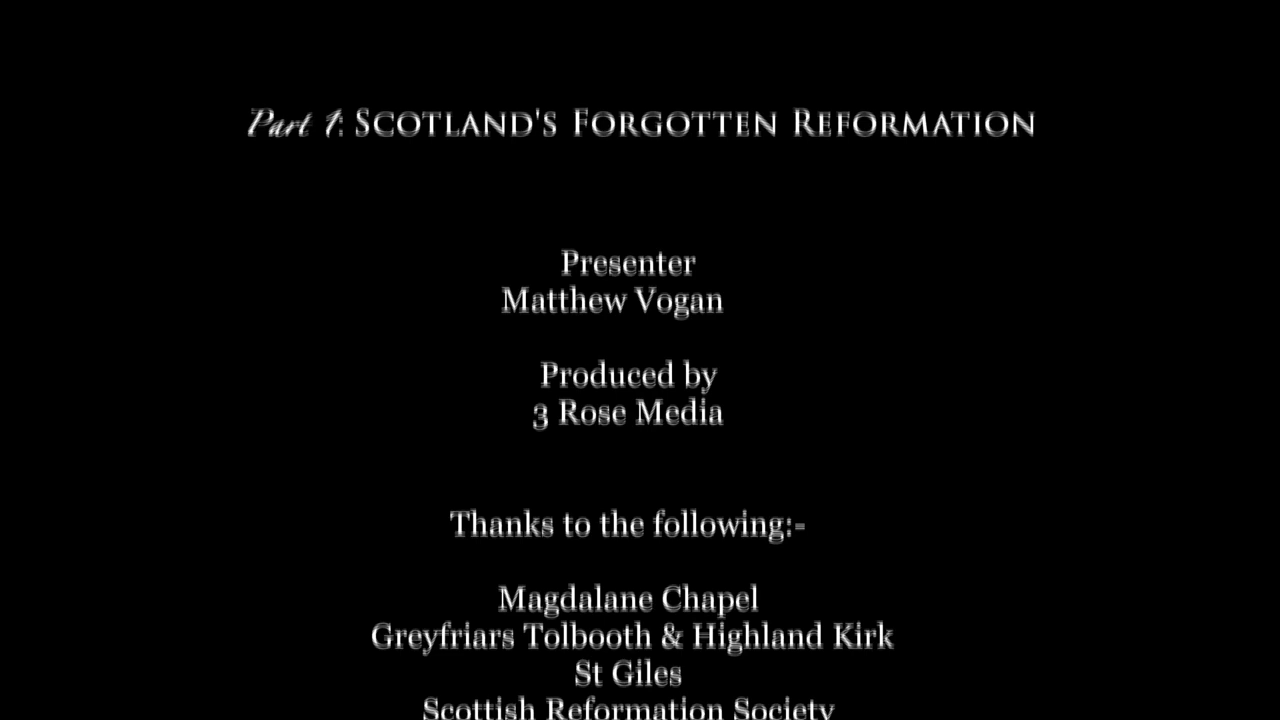 Part 1: SCOTLAND'S FORGOTTEN REFORMATION
Presenter
Matthew Vogan
Produced by
3 Rose Media
Thanks to the following:-
Magdalane Chapel
Greyfriars Tolbooth & Highland Kirk
St Giles
Scottish Reformation Society